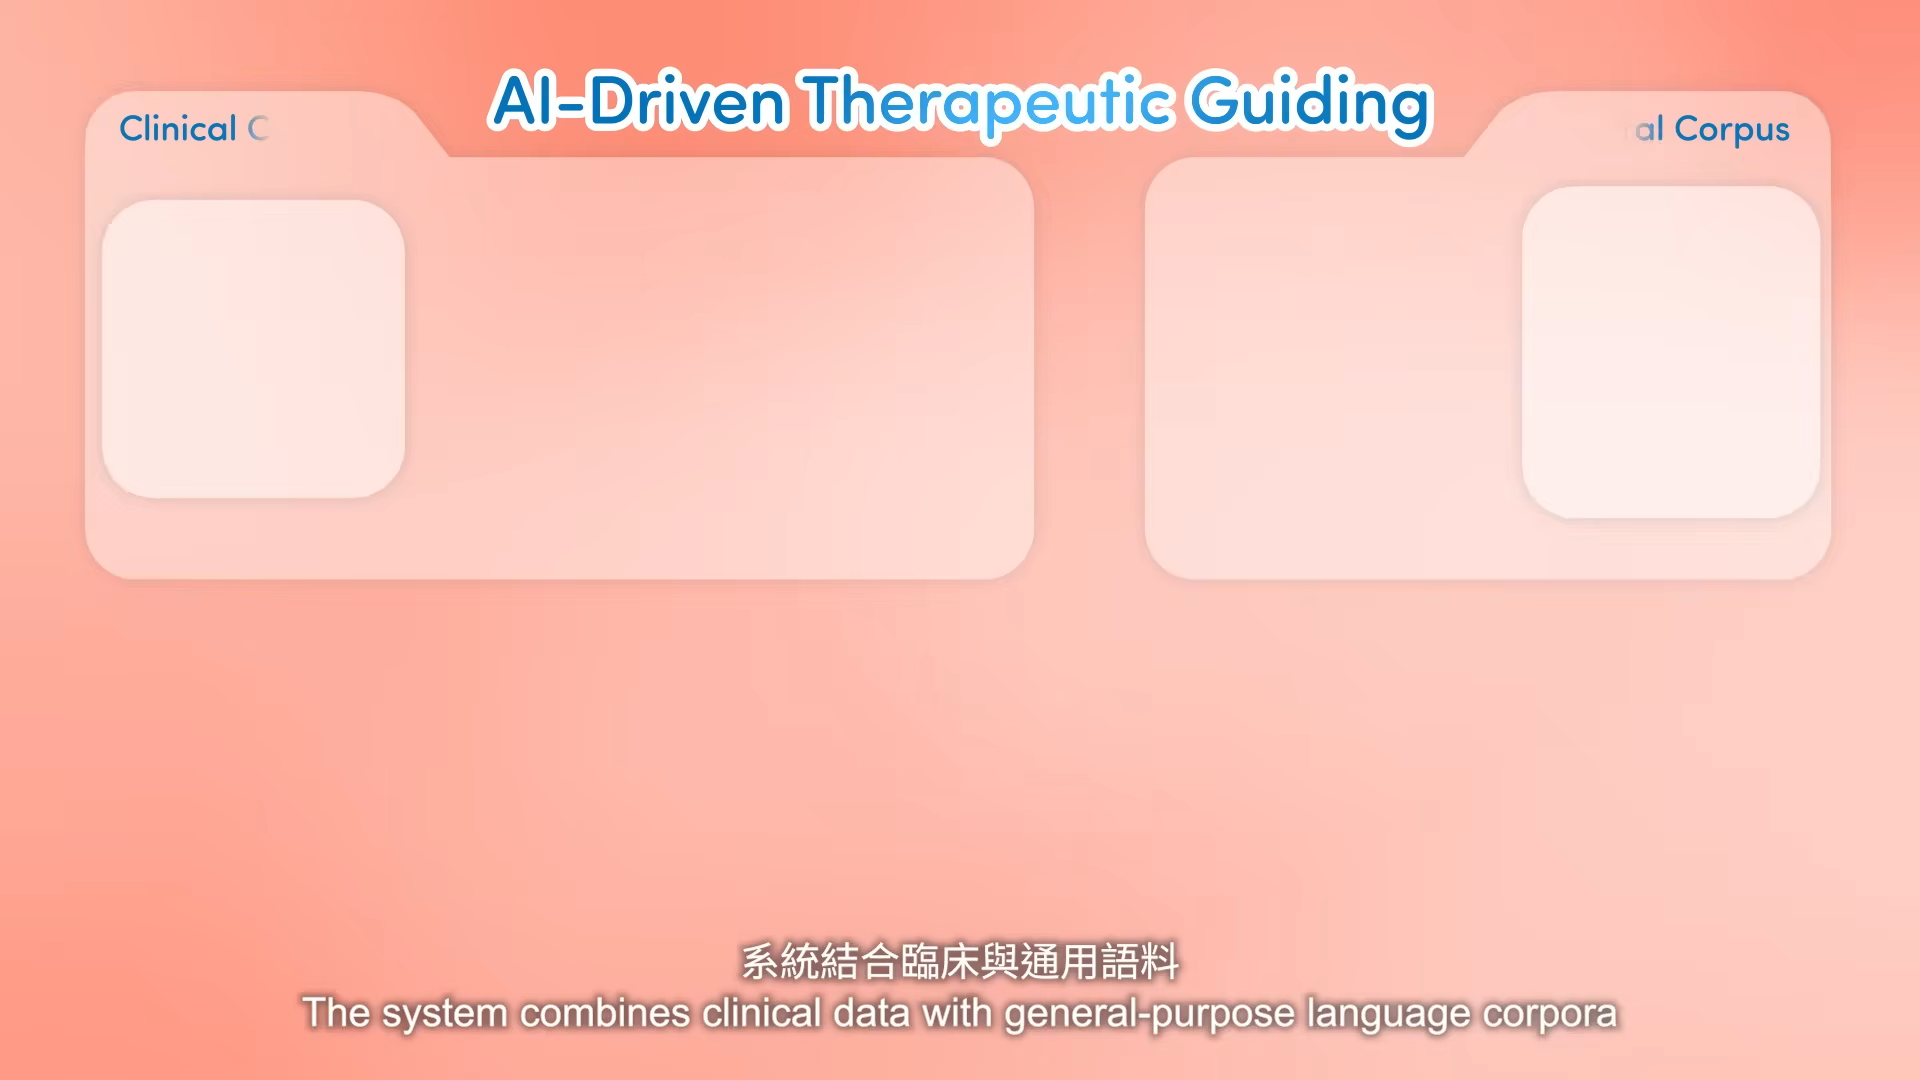 AI-Driven Therapeutic Guiding
Clinical C
al Corpus
系統結合臨床與通用語料
The system combines clinical data with general-purpose language corpora